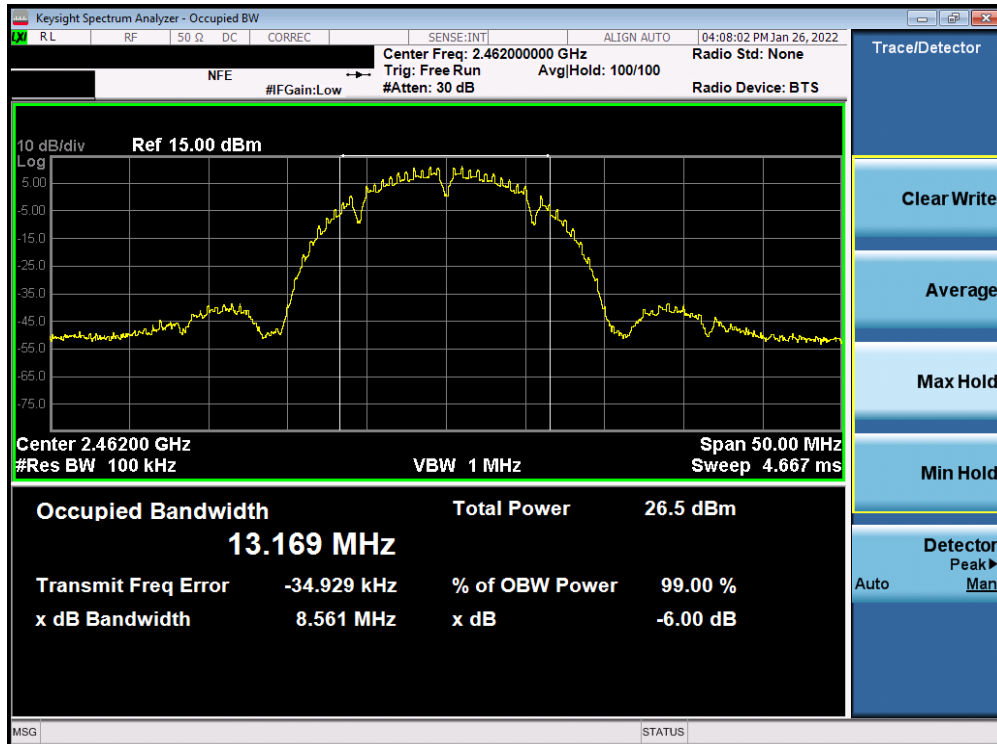 Keysight Spectrum Analyzer - Occupied BW
LXI RL RF 50 Ω DC CORREC SENSE:INT ALIGN AUTO 04:08:02 PM Jan 26, 2022
Center Freq: 2.462000000 GHz Radio Std: None
NFE Trig: Free Run Avg|Hold: 100/100
#IFGain:Low #Atten: 30 dB Radio Device: BTS
Trace/Detector
10 dB/div Ref 15.00 dBm
Log
5.00
-5.00
-15.0
-25.0
-35.0
-45.0
-55.0
-65.0
-75.0
Center 2.46200 GHz Span 50.00 MHz
#Res BW 100 kHz VBW 1 MHz Sweep 4.667 ms
Occupied Bandwidth Total Power 26.5 dBm
13.169 MHz
Transmit Freq Error -34.929 kHz % of OBW Power 99.00 %
x dB Bandwidth 8.561 MHz x dB -6.00 dB
Clear Write
Average
Max Hold
Min Hold
Detector
Peak▶
Auto Man
MSG STATUS